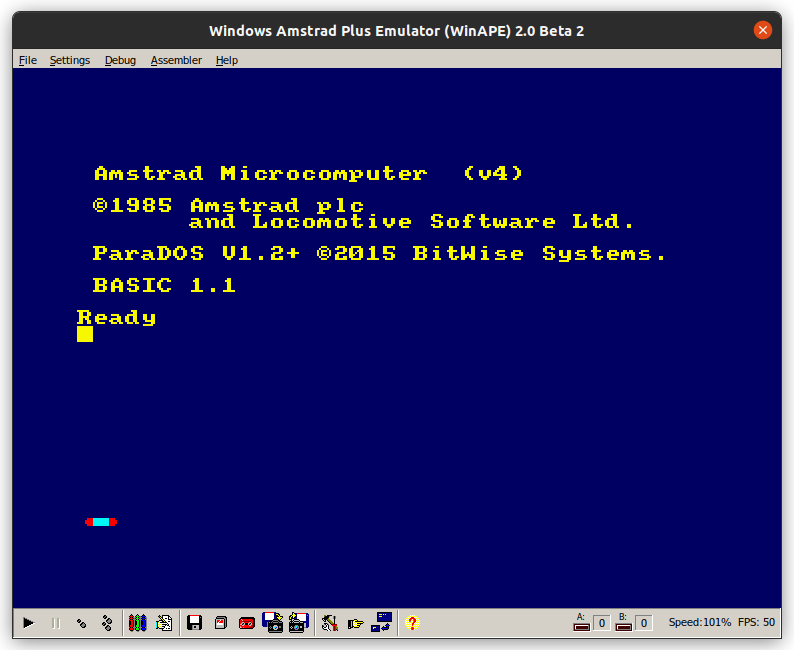 Windows Amstrad Plus Emulator (WinAPE) 2.0 Beta 2
File Settings Debug Assembler Help
Amstrad Microcomputer (v4)
©1985 Amstrad plc
and Locomotive Software Ltd.
ParaDOS V1.2+ ©2015 BitWise Systems.
BASIC 1.1
Ready
A: 0 B: 0 Speed:101% FPS: 50